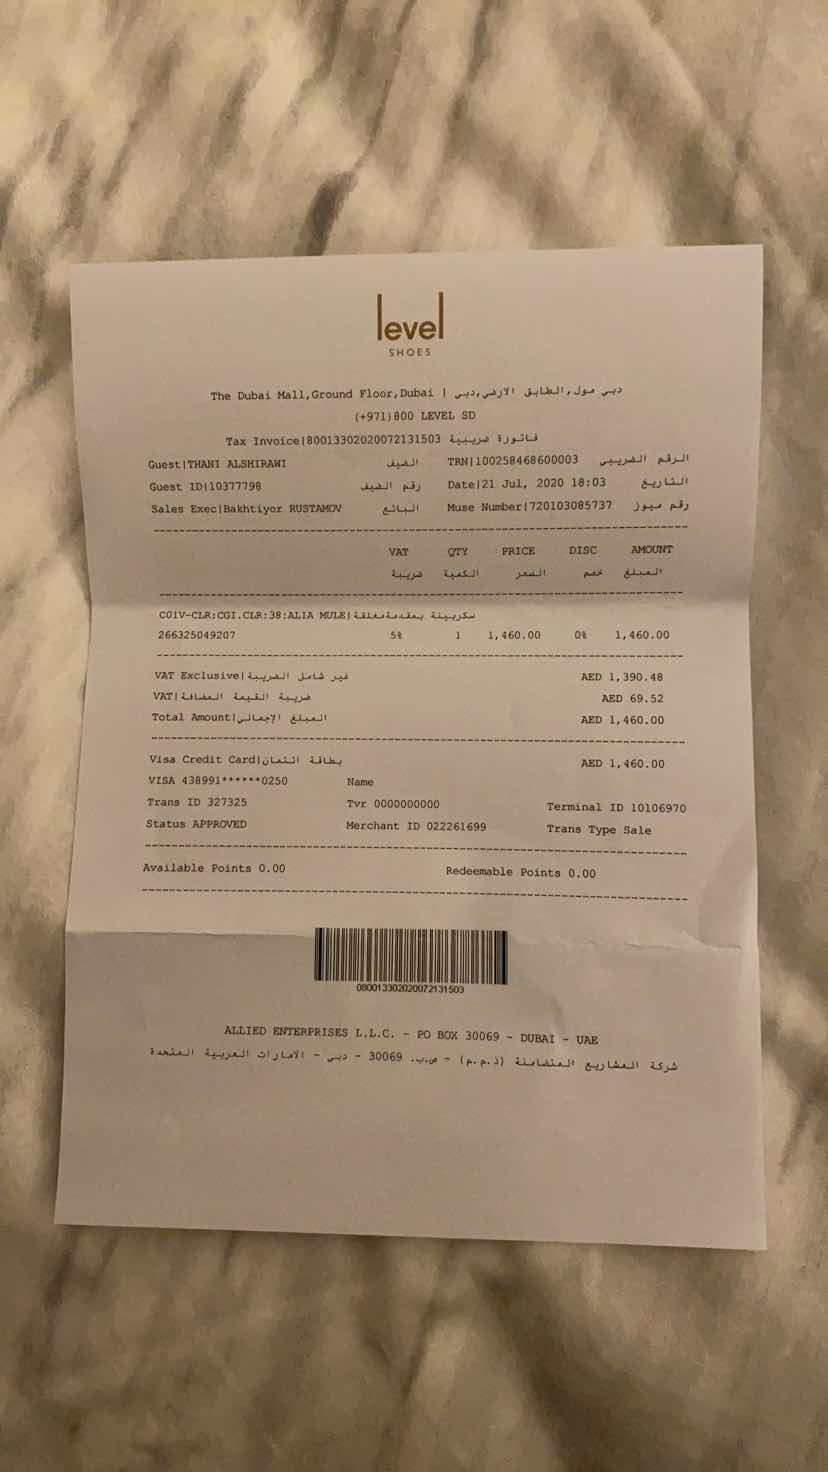 level
SHOES
The Dubai Mall,Ground Floor,Dubai | دبي مول,الطابق الارضي,دبي
(+971)800 LEVEL SD
Tax Invoice|80013302020072131503 فاتورة ضريبية
Guest|THANI ALSHIRAWI الضيف TRN|100258468600003 الرقم الضريبي
Guest ID|10377798 رقم الضيف Date|21 Jul, 2020 18:03 التاريخ
Sales Exec|Bakhtiyor RUSTAMOV البائع Muse Number|720103085737 رقم ميوز
VAT QTY PRICE DISC AMOUNT
ضريبة الكمية السعر خصم المبلغ
C01V-CLR:CGI.CLR:38:ALIA MULE|سكربينة بمقدمةمغلقة
266325049207 5% 1 1,460.00 0% 1,460.00
VAT Exclusive|غير شامل الضريبة AED 1,390.48
VAT|ضريبة القيمة المضافة AED 69.52
Total Amount|المبلغ الإجمالي AED 1,460.00
Visa Credit Card|بطاقة ائتمان AED 1,460.00
VISA 438991******0250 Name
Trans ID 327325 Tvr 0000000000 Terminal ID 10106970
Status APPROVED Merchant ID 022261699 Trans Type Sale
Available Points 0.00 Redeemable Points 0.00
080013302020072131503
ALLIED ENTERPRISES L.L.C. - PO BOX 30069 - DUBAI - UAE
شركة المشاريع المتضامنة (ذ.م.م) - ص.ب. 30069 - دبي - الامارات العربية المتحدة